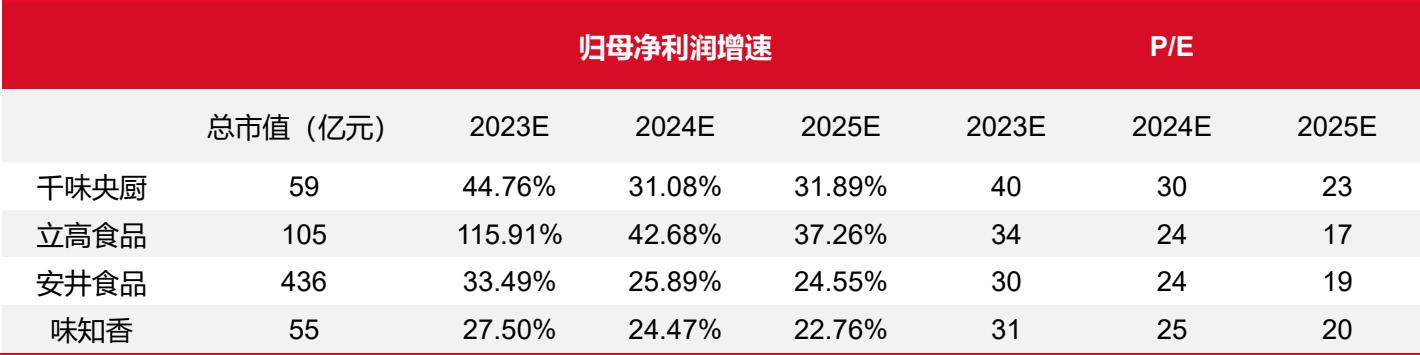 归母净利润增速 P/E
总市值（亿元） 2023E 2024E 2025E 2023E 2024E 2025E
千味央厨 59 44.76% 31.08% 31.89% 40 30 23
立高食品 105 115.91% 42.68% 37.26% 34 24 17
安井食品 436 33.49% 25.89% 24.55% 30 24 19
味知香 55 27.50% 24.47% 22.76% 31 25 20